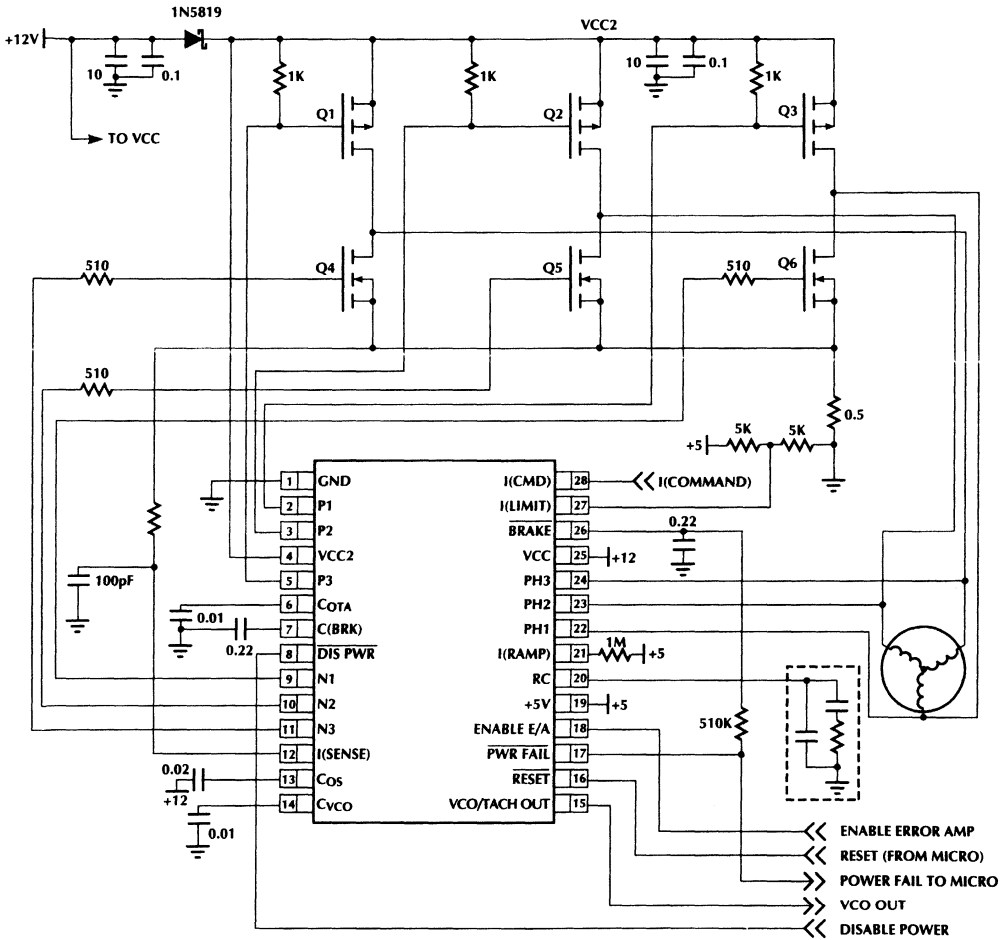 1N5819
+12V
VCC2
10
0.1
10
0.1
1K
1K
1K
Q1
Q2
Q3
TO VCC
510
Q4
Q5
510
Q6
510
0.5
+5
5K
5K
1 GND
2 P1
3 P2
4 VCC2
5 P3
6 COTA
7 C(BRK)
8 DIS PWR
9 N1
10 N2
11 N3
12 I(SENSE)
13 COS
14 CVCO
I(CMD) 28
I(LIMIT) 27
BRAKE 26
VCC 25
PH3 24
PH2 23
PH1 22
I(RAMP) 21
RC 20
+5V 19
ENABLE E/A 18
PWR FAIL 17
RESET 16
VCO/TACH OUT 15
I(COMMAND)
0.22
+12
100pF
0.01
0.22
1M
+5
+5
510K
0.02
+12
0.01
ENABLE ERROR AMP
RESET (FROM MICRO)
POWER FAIL TO MICRO
VCO OUT
DISABLE POWER